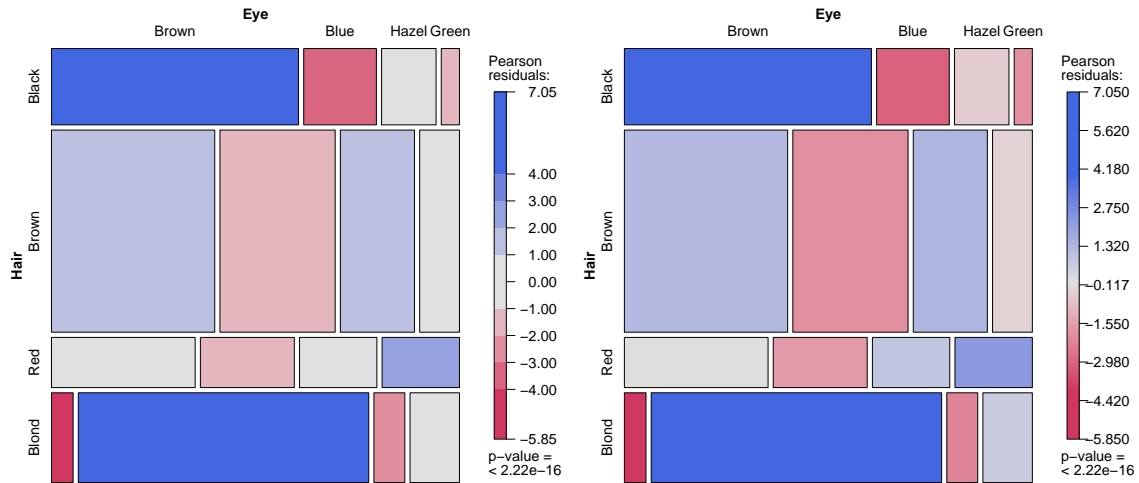 Eye
Brown Blue Hazel Green
Hair
Black
Brown
Red
Blond
Pearson
residuals:
7.05
4.00
3.00
2.00
1.00
0.00
−1.00
−2.00
−3.00
−4.00
−5.85
p−value =
< 2.22e−16
Eye
Brown Blue Hazel Green
Hair
Black
Brown
Red
Blond
Pearson
residuals:
7.050
5.620
4.180
2.750
1.320
−0.117
−1.550
−2.980
−4.420
−5.850
p−value =
< 2.22e−16